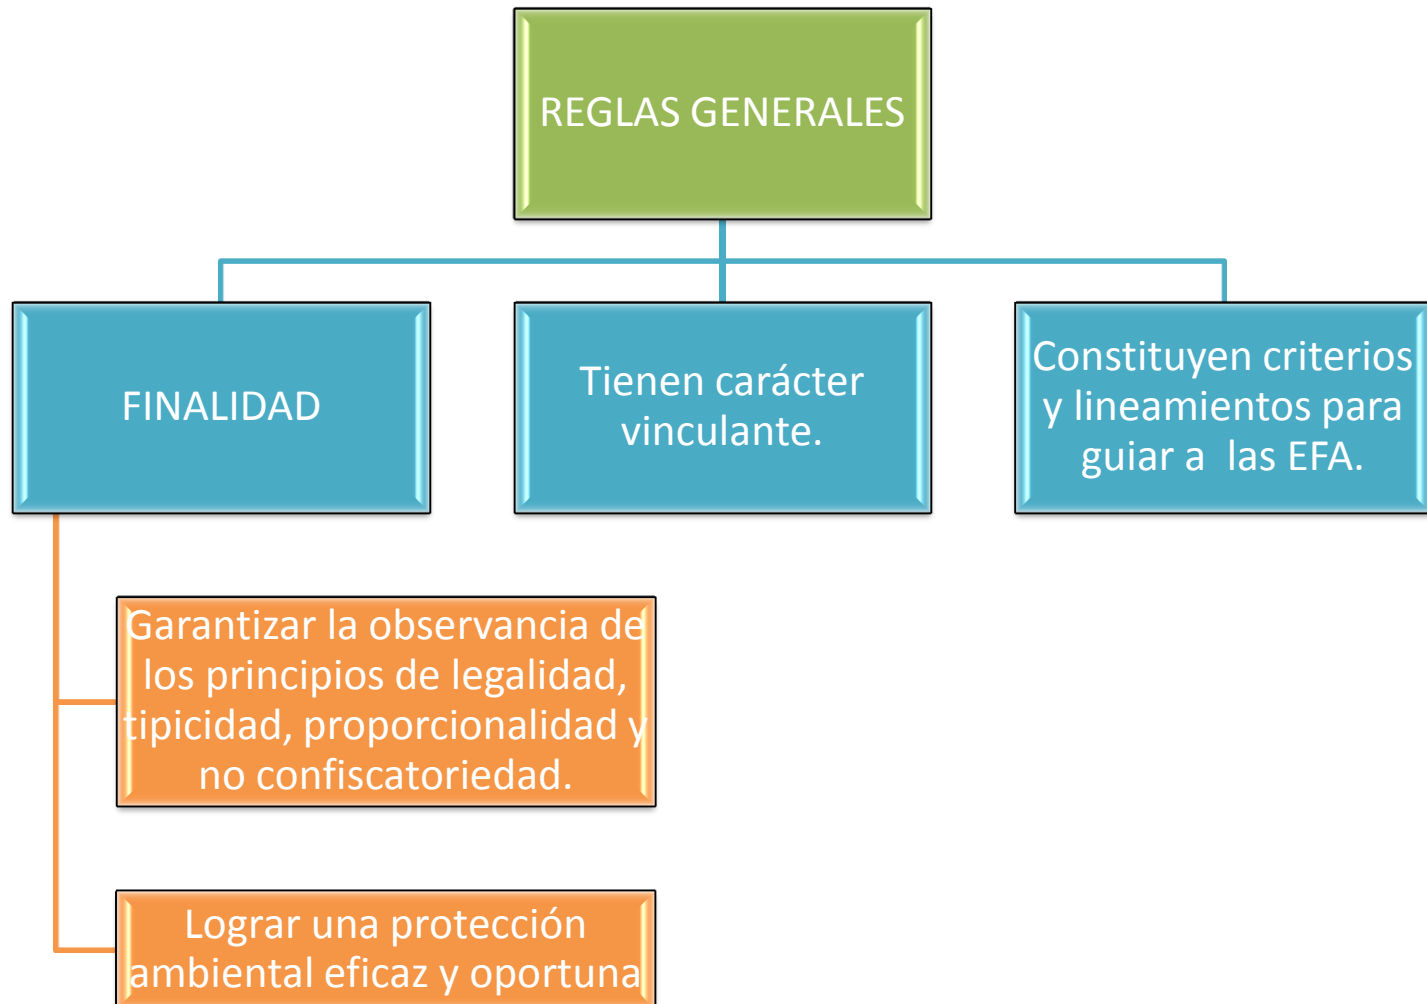 REGLAS GENERALES
FINALIDAD
Tienen carácter
vinculante.
Constituyen criterios
y lineamientos para
guiar a las EFA.
Garantizar la observancia de
los principios de legalidad,
tipicidad, proporcionalidad y
no confiscatoriedad.
Lograr una protección
ambiental eficaz y oportuna